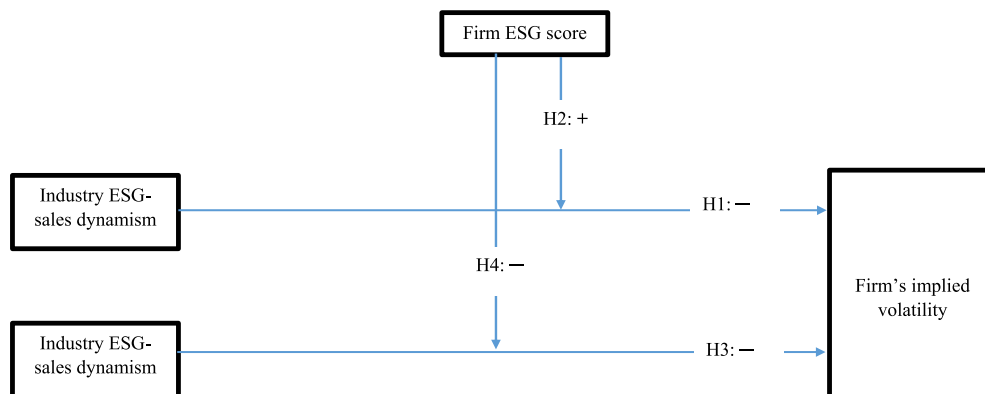 Firm ESG score
H2: +
Industry ESG-
sales dynamism
H1: —
H4: —
Firm's implied
volatility
Industry ESG-
sales dynamism
H3: —